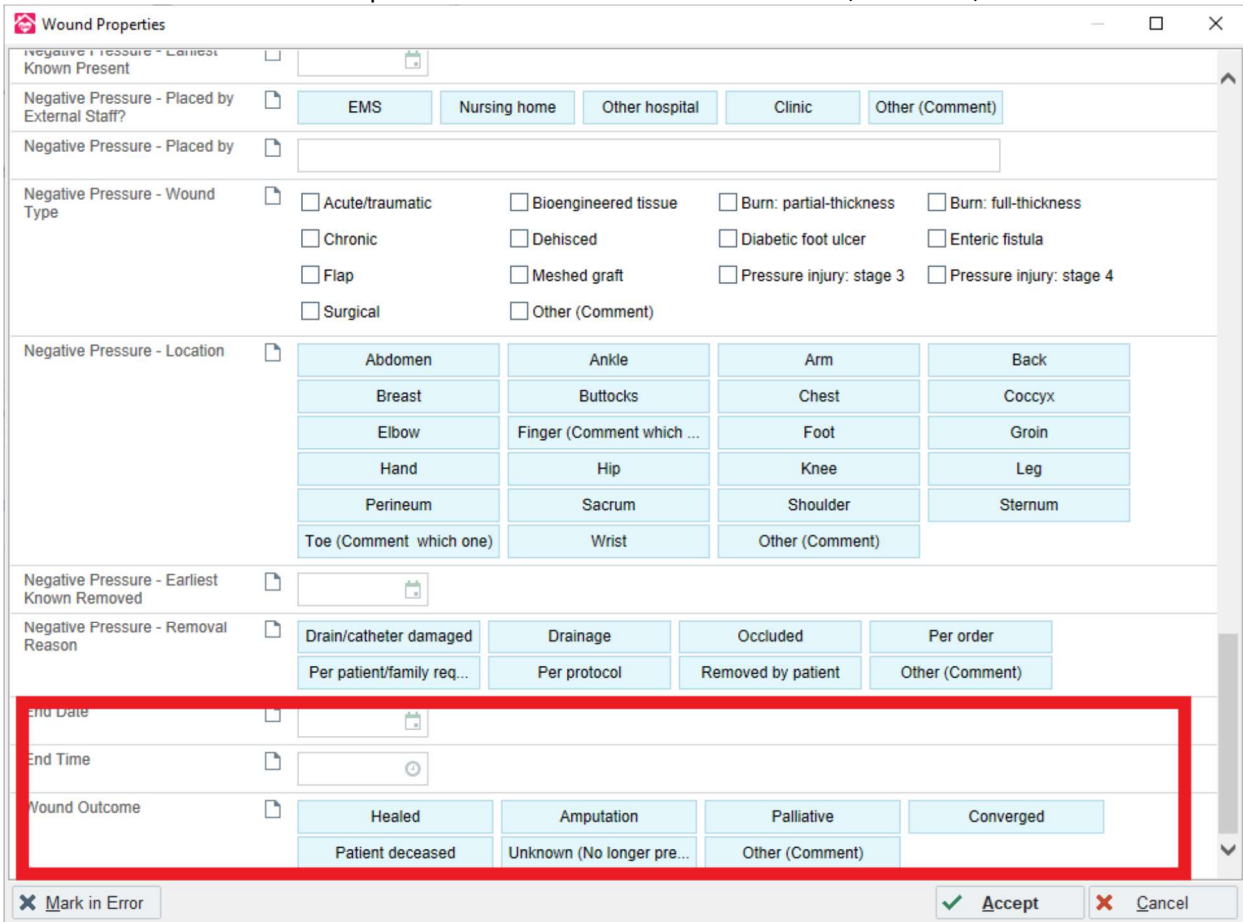 Wound Properties
Negative Pressure - Earliest
Known Present
Negative Pressure - Placed by
External Staff?
EMS
Nursing home
Other hospital
Clinic
Other (Comment)
Negative Pressure - Placed by
Negative Pressure - Wound
Type
Acute/traumatic
Bioengineered tissue
Burn: partial-thickness
Burn: full-thickness
Chronic
Dehisced
Diabetic foot ulcer
Enteric fistula
Flap
Meshed graft
Pressure injury: stage 3
Pressure injury: stage 4
Surgical
Other (Comment)
Negative Pressure - Location
Abdomen
Ankle
Arm
Back
Breast
Buttocks
Chest
Coccyx
Elbow
Finger (Comment which ...
Foot
Groin
Hand
Hip
Knee
Leg
Perineum
Sacrum
Shoulder
Sternum
Toe (Comment which one)
Wrist
Other (Comment)
Negative Pressure - Earliest
Known Removed
Negative Pressure - Removal
Reason
Drain/catheter damaged
Drainage
Occluded
Per order
Per patient/family req...
Per protocol
Removed by patient
Other (Comment)
End Date
End Time
Wound Outcome
Healed
Amputation
Palliative
Converged
Patient deceased
Unknown (No longer pre...
Other (Comment)
Mark in Error
Accept
Cancel